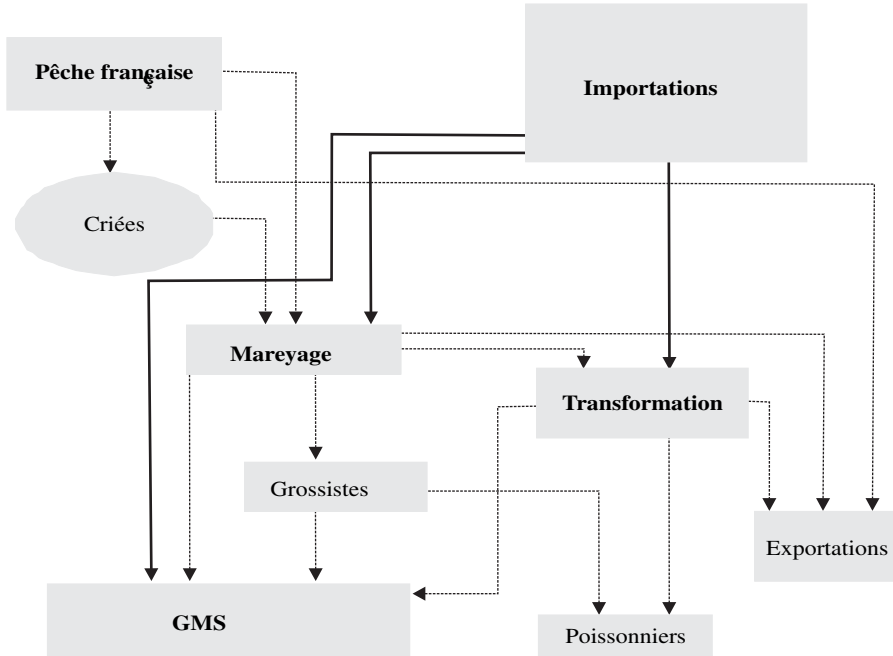 Pêche française
Importations
Criées
Mareyage
Transformation
Grossistes
Exportations
GMS
Poissonniers